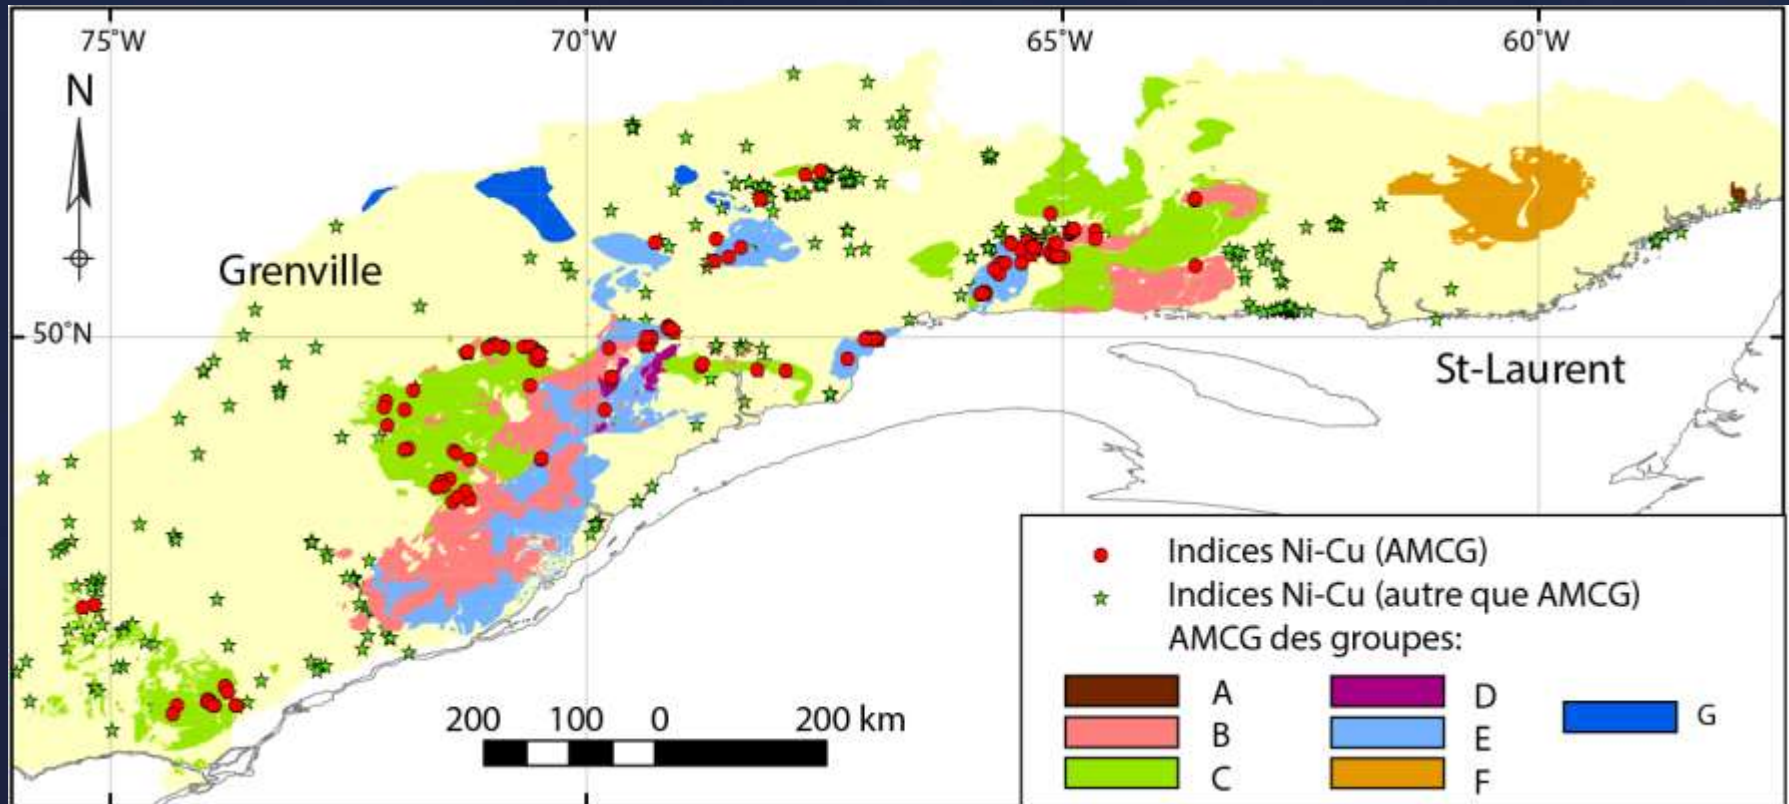 75°W 70°W 65°W 60°W
N
Grenville
50°N
St-Laurent
Indices Ni-Cu (AMCG)
Indices Ni-Cu (autre que AMCG)
AMCG des groupes:
A D G
B E
C F
200 100 0 200 km